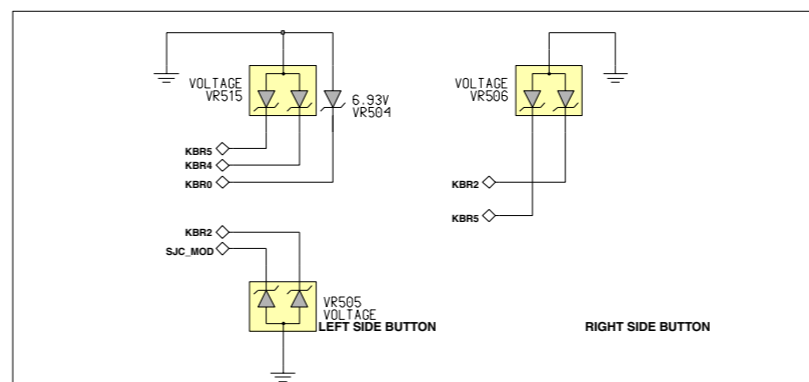 VOLTAGE
VR515
6.93V
VR504
KBR5
KBR4
KBR0
VOLTAGE
VR506
KBR2
KBR5
KBR2
SJC_MOD
VR505
VOLTAGE
LEFT SIDE BUTTON
RIGHT SIDE BUTTON